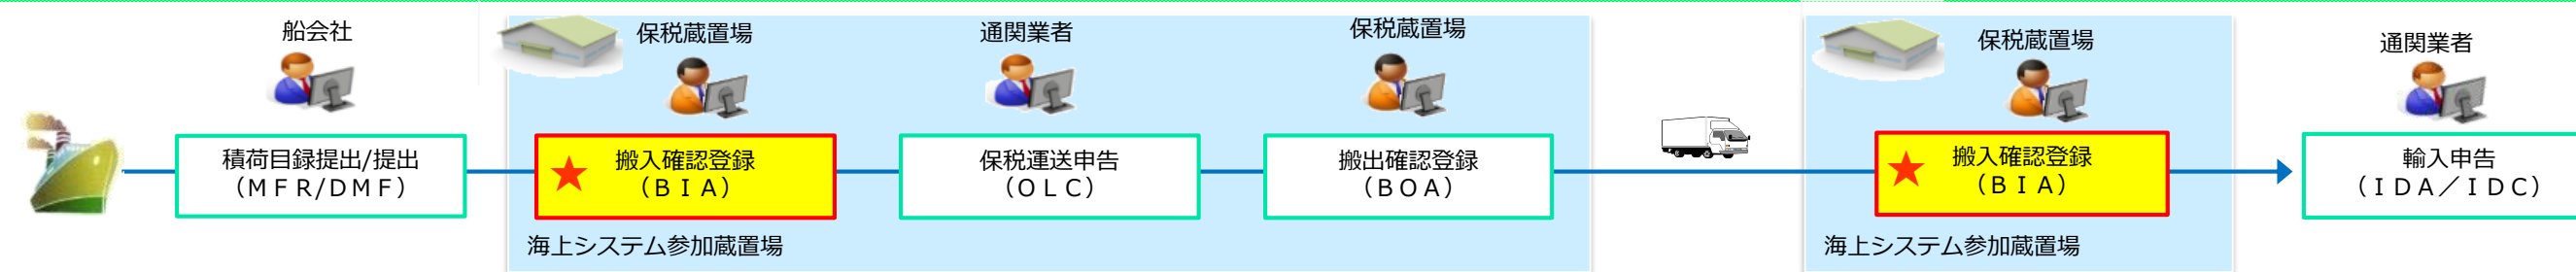 船会社
積荷目録提出/提出
（ＭＦＲ/ＤＭＦ）
保税蔵置場
★ 搬入確認登録
（ＢＩＡ）
通関業者
保税運送申告
（ＯＬＣ）
保税蔵置場
搬出確認登録
（ＢＯＡ）
海上システム参加蔵置場
保税蔵置場
★ 搬入確認登録
（ＢＩＡ）
海上システム参加蔵置場
通関業者
輸入申告
（ＩＤＡ／ＩＤＣ）